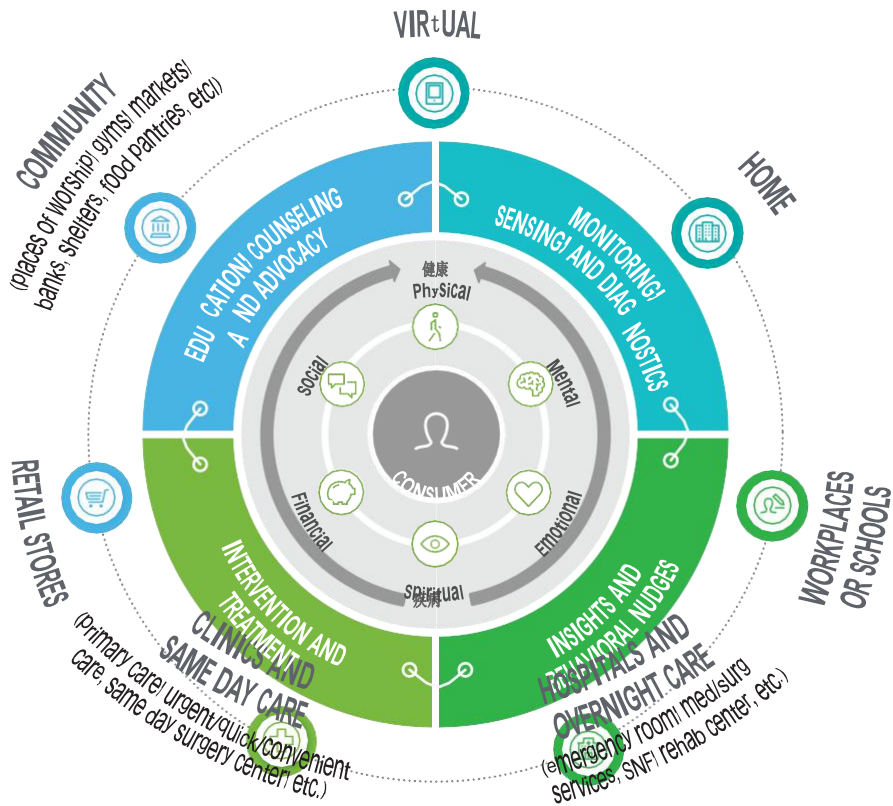 VIRtUAL
COMMUNITY
(places of worship! gyms! markets!
banks, shelters, food pantries, etc!)
HOME
EDU CATION! COUNSELING
A ND ADVOCACY
MONITORING!
SENSING! AND DIAG NOSTICS
健康
Physical
Social
Mental
CONSUMER
Financial
Emotional
Spiritual
疾病
RETAIL STORES
WORKPLACES
OR SCHOOLS
INTERVENTION AND
TREATMENT
INSIGHTS AND
BEHAVIORAL NUDGES
CLINICS AND
SAME DAY CARE
(primary care! urgent/quick/convenient
care, same day surgery center! etc.)
HOSPITALS AND
OVERNIGHT CARE
(emergency room! med/surg
services, SNF! rehab center, etc.)